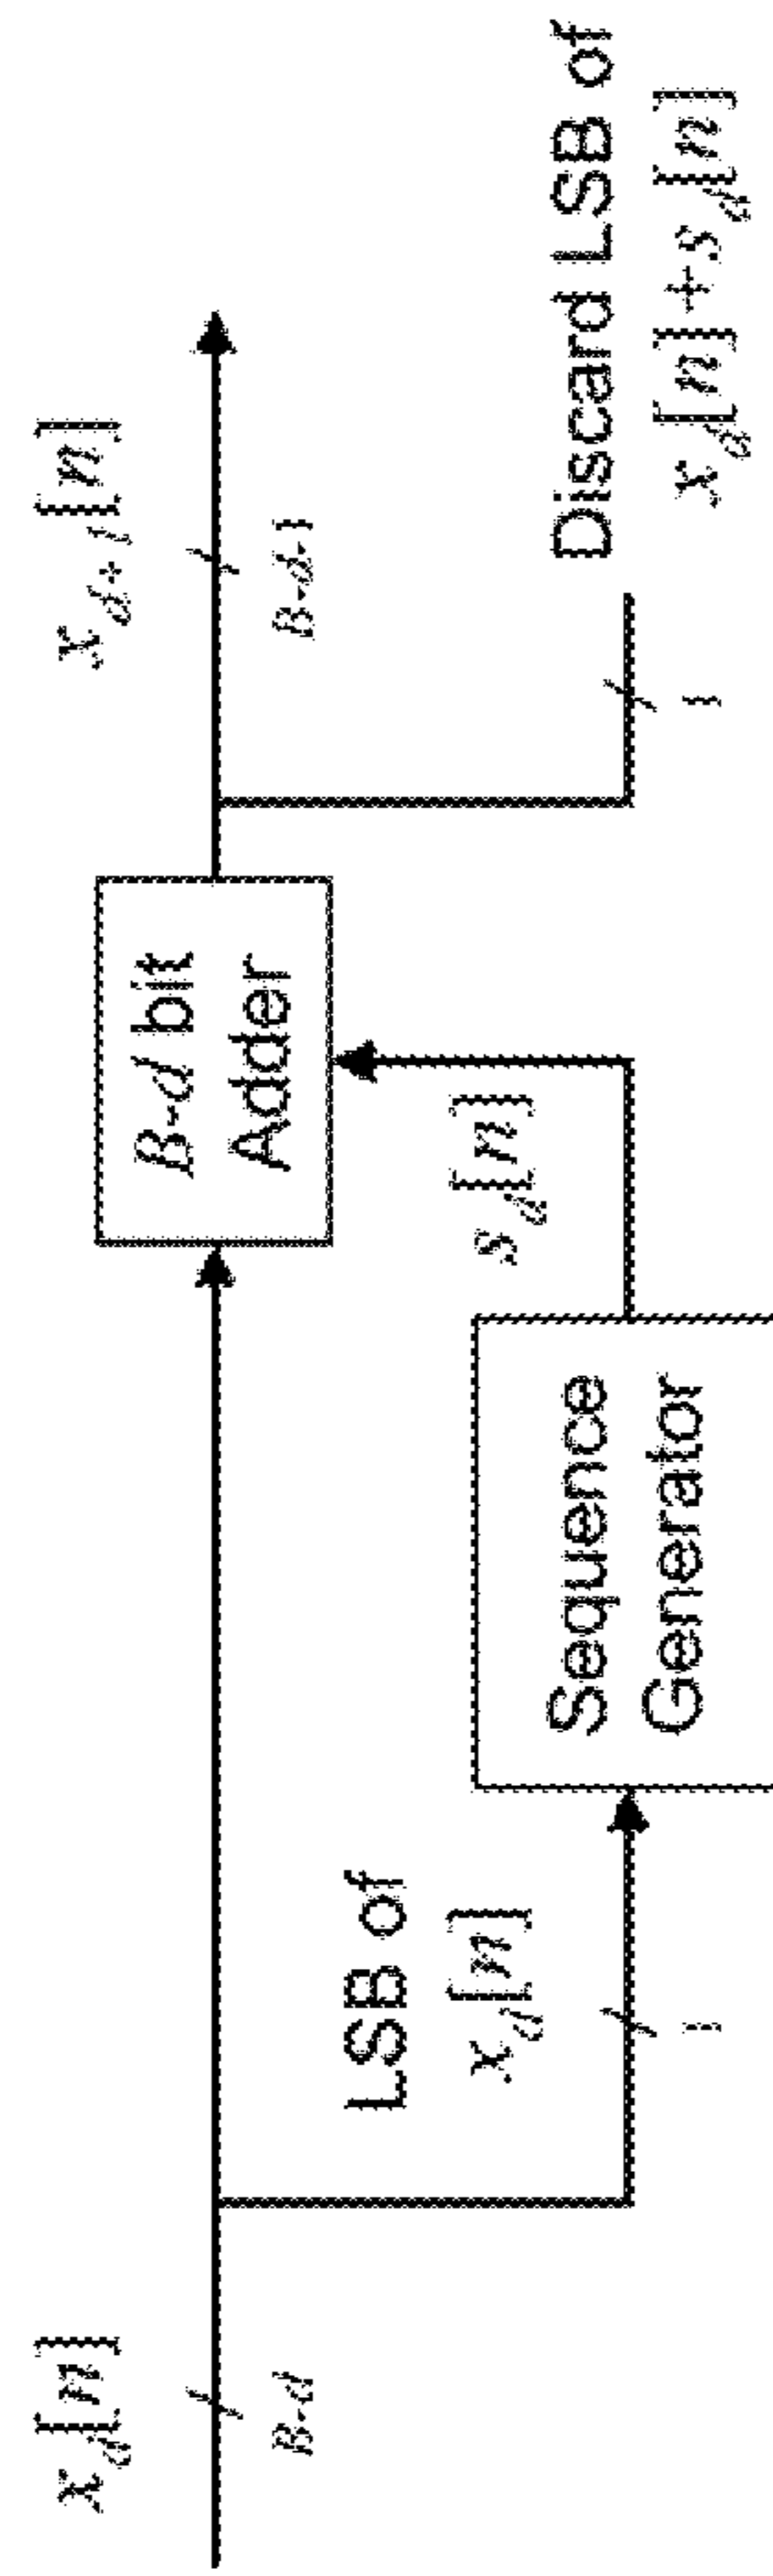 x_d[n]
B-d
LSB of
x_d[n]
1
Sequence
Generator
s_d[n]
B-d bit
Adder
x_{d+1}[n]
B-d-1
1
Discard LSB of
x_d[n]+s_d[n]